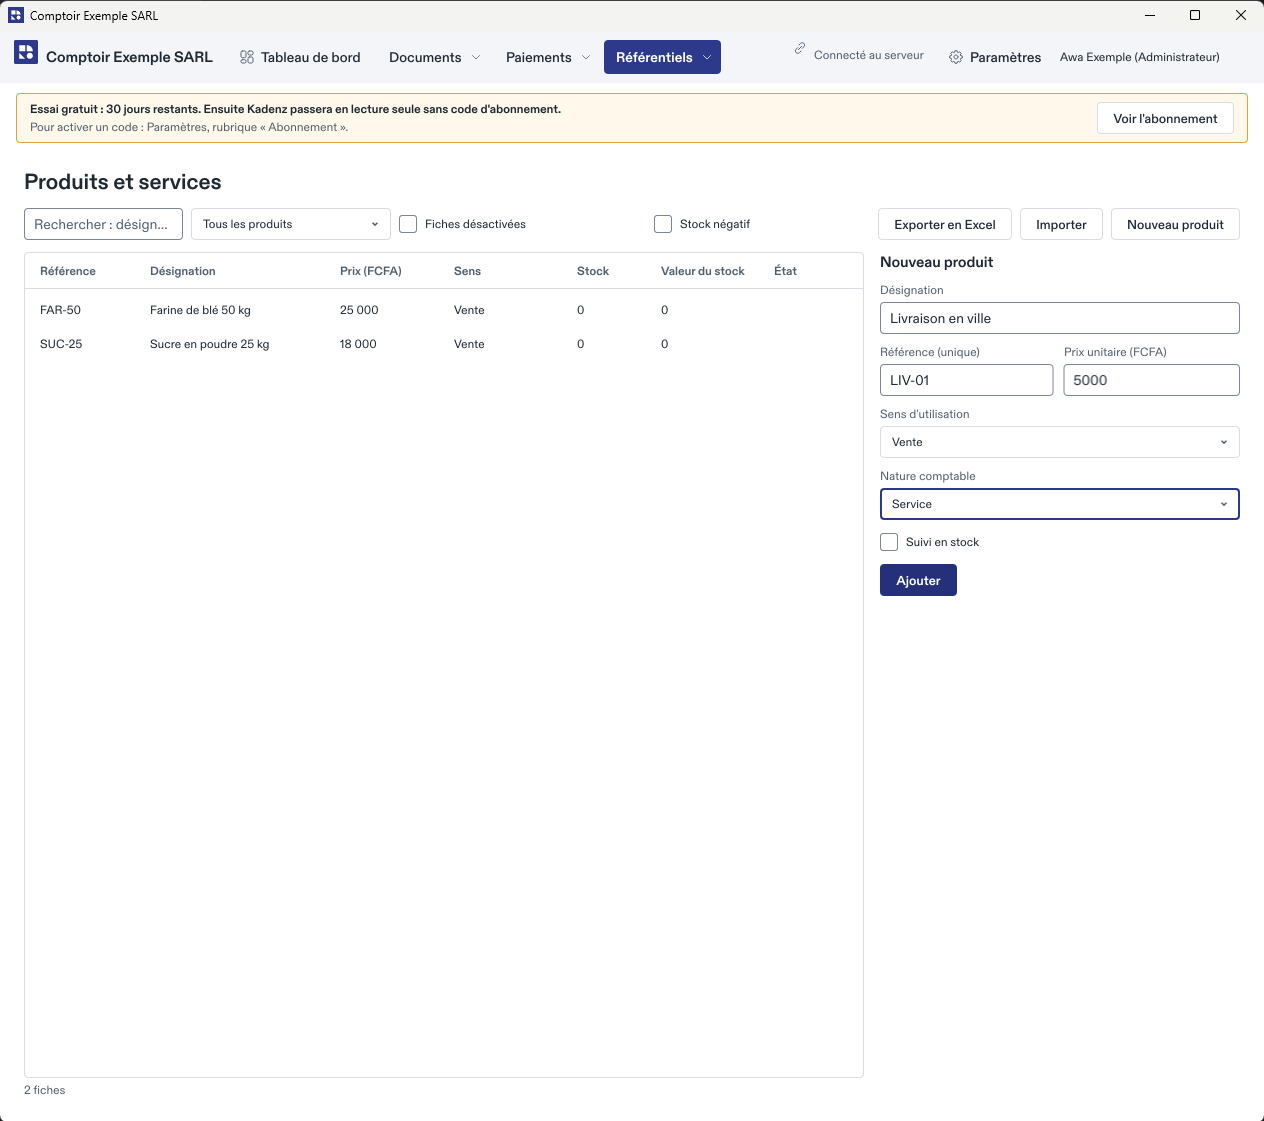 Comptoir Exemple SARL
Comptoir Exemple SARL
Tableau de bord
Documents
Paiements
Référentiels
Connecté au serveur
Paramètres
Awa Exemple (Administrateur)
Essai gratuit : 30 jours restants. Ensuite Kadenz passera en lecture seule sans code d'abonnement.
Pour activer un code : Paramètres, rubrique « Abonnement ».
Voir l'abonnement
Produits et services
Rechercher : désign...
Tous les produits
Fiches désactivées
Stock négatif
Exporter en Excel
Importer
Nouveau produit
Référence Désignation Prix (FCFA) Sens Stock Valeur du stock État
FAR-50 Farine de blé 50 kg 25 000 Vente 0 0
SUC-25 Sucre en poudre 25 kg 18 000 Vente 0 0
2 fiches
Nouveau produit
Désignation
Livraison en ville
Référence (unique) Prix unitaire (FCFA)
LIV-01 5000
Sens d'utilisation
Vente
Nature comptable
Service
Suivi en stock
Ajouter